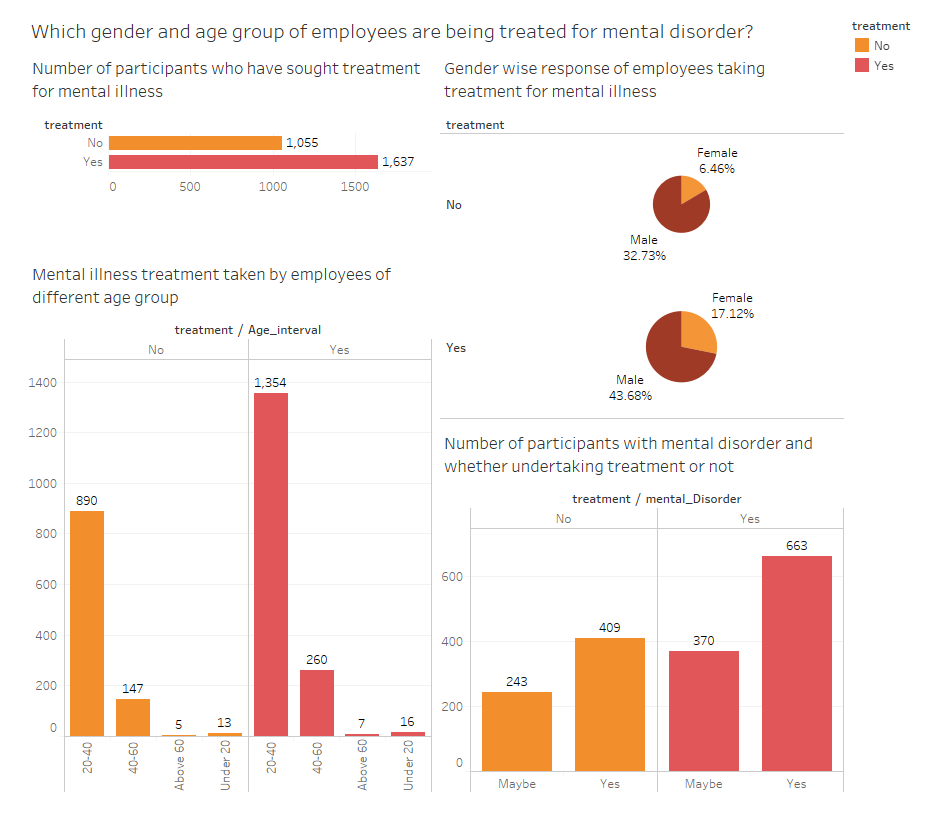 Which gender and age group of employees are being treated for mental disorder?
treatment
No
Yes
Number of participants who have sought treatment
for mental illness
treatment
No
1,055
Yes
1,637
0 500 1000 1500
Gender wise response of employees taking
treatment for mental illness
treatment
No
Female
6.46%
Male
32.73%
Yes
Female
17.12%
Male
43.68%
Mental illness treatment taken by employees of
different age group
treatment / Age_interval
No Yes
1400
1200
1000
800
600
400
200
0
890
147
5
13
1,354
260
7
16
20-40
40-60
Above 60
Under 20
20-40
40-60
Above 60
Under 20
Number of participants with mental disorder and
whether undertaking treatment or not
treatment / mental_Disorder
No Yes
600
400
200
0
243
409
370
663
Maybe Yes Maybe Yes